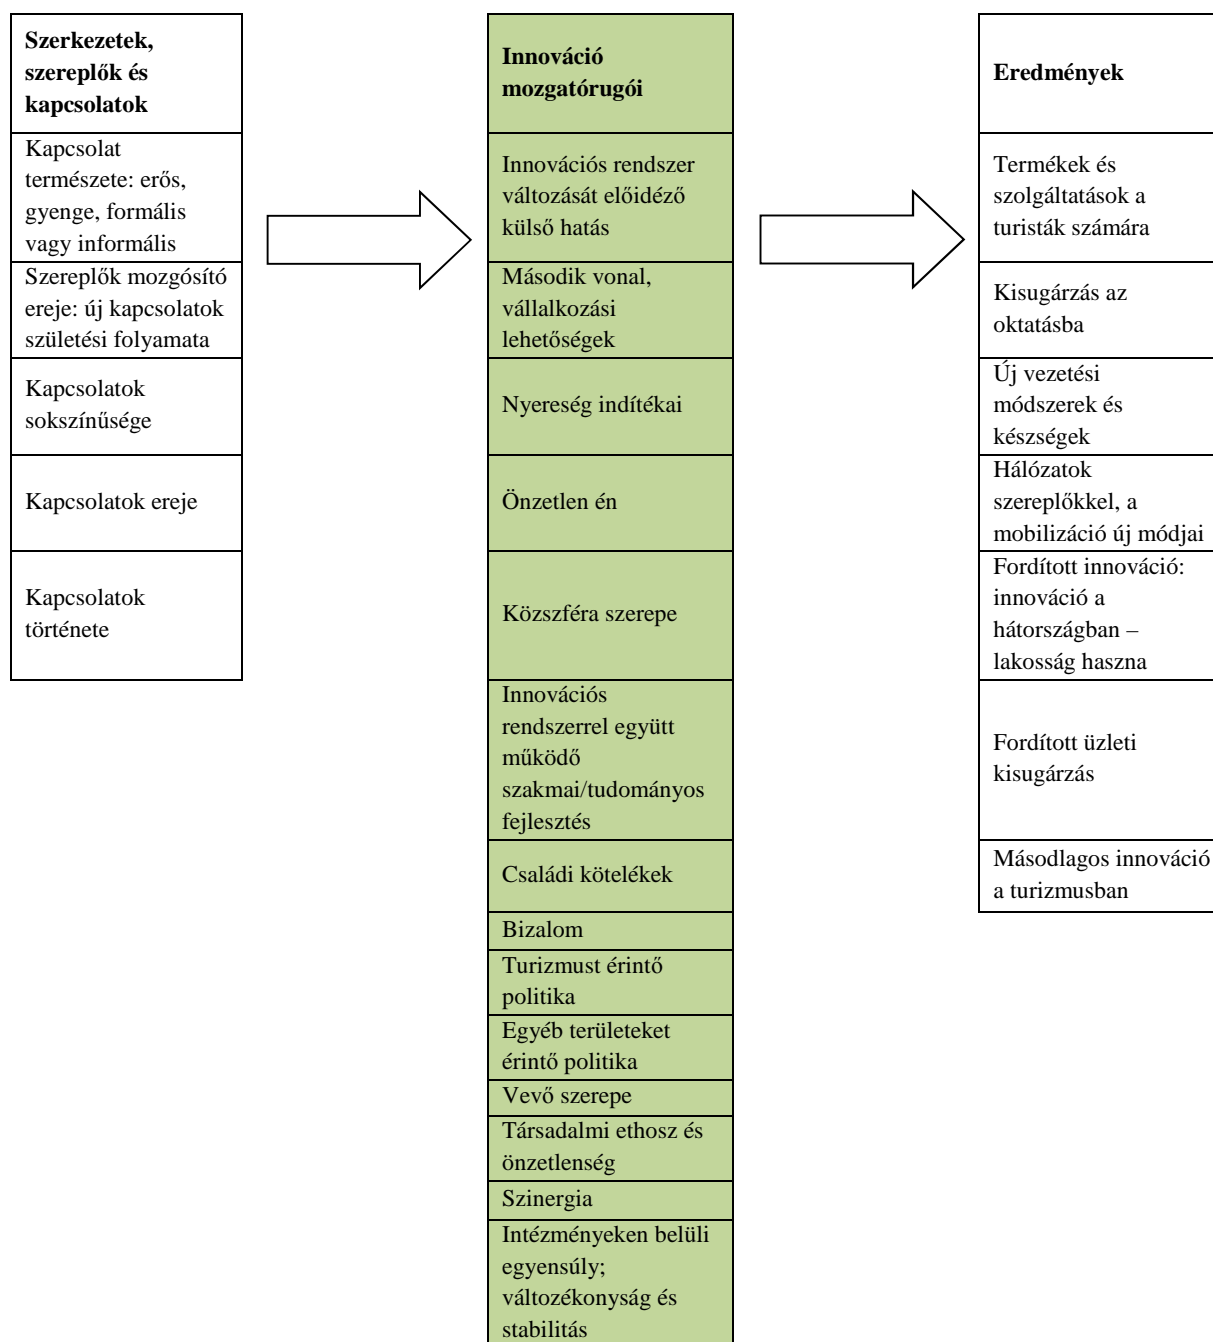 Szerkezetek,
szereplők és
kapcsolatok
Kapcsolat
természete: erős,
gyenge, formális
vagy informális
Szereplők mozgósító
ereje: új kapcsolatok
születési folyamata
Kapcsolatok
sokszínűsége
Kapcsolatok ereje
Kapcsolatok
története
Innováció
mozgatórugói
Innovációs rendszer
változását előidéző
külső hatás
Második vonal,
vállalkozási
lehetőségek
Nyereség indítékai
Önzetlen én
Közszféra szerepe
Innovációs
rendszerrel együtt
működő
szakmai/tudományos
fejlesztés
Családi kötelékek
Bizalom
Turizmust érintő
politika
Egyéb területeket
érintő politika
Vevő szerepe
Társadalmi ethosz és
önzetlenség
Szinergia
Intézményeken belüli
egyensúly;
változékonyság és
stabilitás
Eredmények
Termékek és
szolgáltatások a
turisták számára
Kisugárzás az
oktatásba
Új vezetési
módszerek és
készségek
Hálózatok
szereplőkkel, a
mobilizáció új módjai
Fordított innováció:
innováció a
hátországban –
lakosság haszna
Fordított üzleti
kisugárzás
Másodlagos innováció
a turizmusban